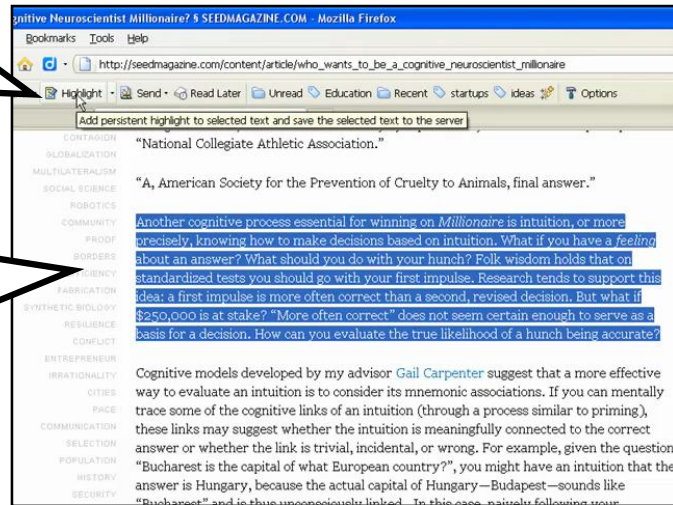 gnitive Neuroscientist Millionaire? § SEEDMAGAZINE.COM - Mozilla Firefox
Bookmarks Tools Help
http://seedmagazine.com/content/article/who_wants_to_be_a_cognitive_neuroscientist_millionaire
Highlight Send Read Later Unread Education Recent startups ideas Options
Add persistent highlight to selected text and save the selected text to the server
CONTAGION
GLOBALIZATION
MULTILATERALISM
SOCIAL SCIENCE
ROBOTICS
COMMUNITY
PROOF
BORDERS
FABRICATION
SYNTHETIC BIOLOGY
RESILIENCE
CONFLICT
ENTREPRENEUR
IRRATIONALITY
CITIES
PACE
COMMUNICATION
SELECTION
POPULATION
HISTORY
SECURITY
"National Collegiate Athletic Association."
"A, American Society for the Prevention of Cruelty to Animals, final answer."
Another cognitive process essential for winning on Millionaire is intuition, or more
precisely, knowing how to make decisions based on intuition. What if you have a feeling
about an answer? What should you do with your hunch? Folk wisdom holds that on
standardized tests you should go with your first impulse. Research tends to support this
idea: a first impulse is more often correct than a second, revised decision. But what if
$250,000 is at stake? "More often correct" does not seem certain enough to serve as a
basis for a decision. How can you evaluate the true likelihood of a hunch being accurate?
Cognitive models developed by my advisor Gail Carpenter suggest that a more effective
way to evaluate an intuition is to consider its mnemonic associations. If you can mentally
trace some of the cognitive links of an intuition (through a process similar to priming),
these links may suggest whether the intuition is meaningfully connected to the correct
answer or whether the link is trivial, incidental, or wrong. For example, given the question
"Bucharest is the capital of what European country?", you might have an intuition that the
answer is Hungary, because the actual capital of Hungary—Budapest—sounds like
"Bucharest" and is thus unconsciously linked. In this case, naively following your